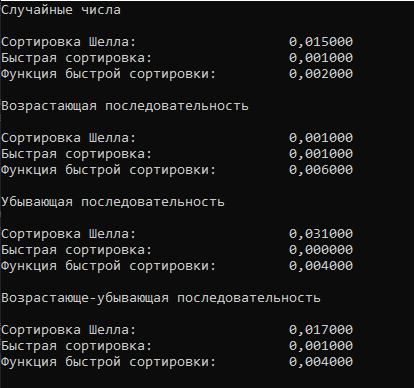 Случайные числа
Сортировка Шелла: 0,015000
Быстрая сортировка: 0,001000
Функция быстрой сортировки: 0,002000
Возрастающая последовательность
Сортировка Шелла: 0,001000
Быстрая сортировка: 0,001000
Функция быстрой сортировки: 0,006000
Убывающая последовательность
Сортировка Шелла: 0,031000
Быстрая сортировка: 0,000000
Функция быстрой сортировки: 0,004000
Возрастающе-убывающая последовательность
Сортировка Шелла: 0,017000
Быстрая сортировка: 0,001000
Функция быстрой сортировки: 0,004000